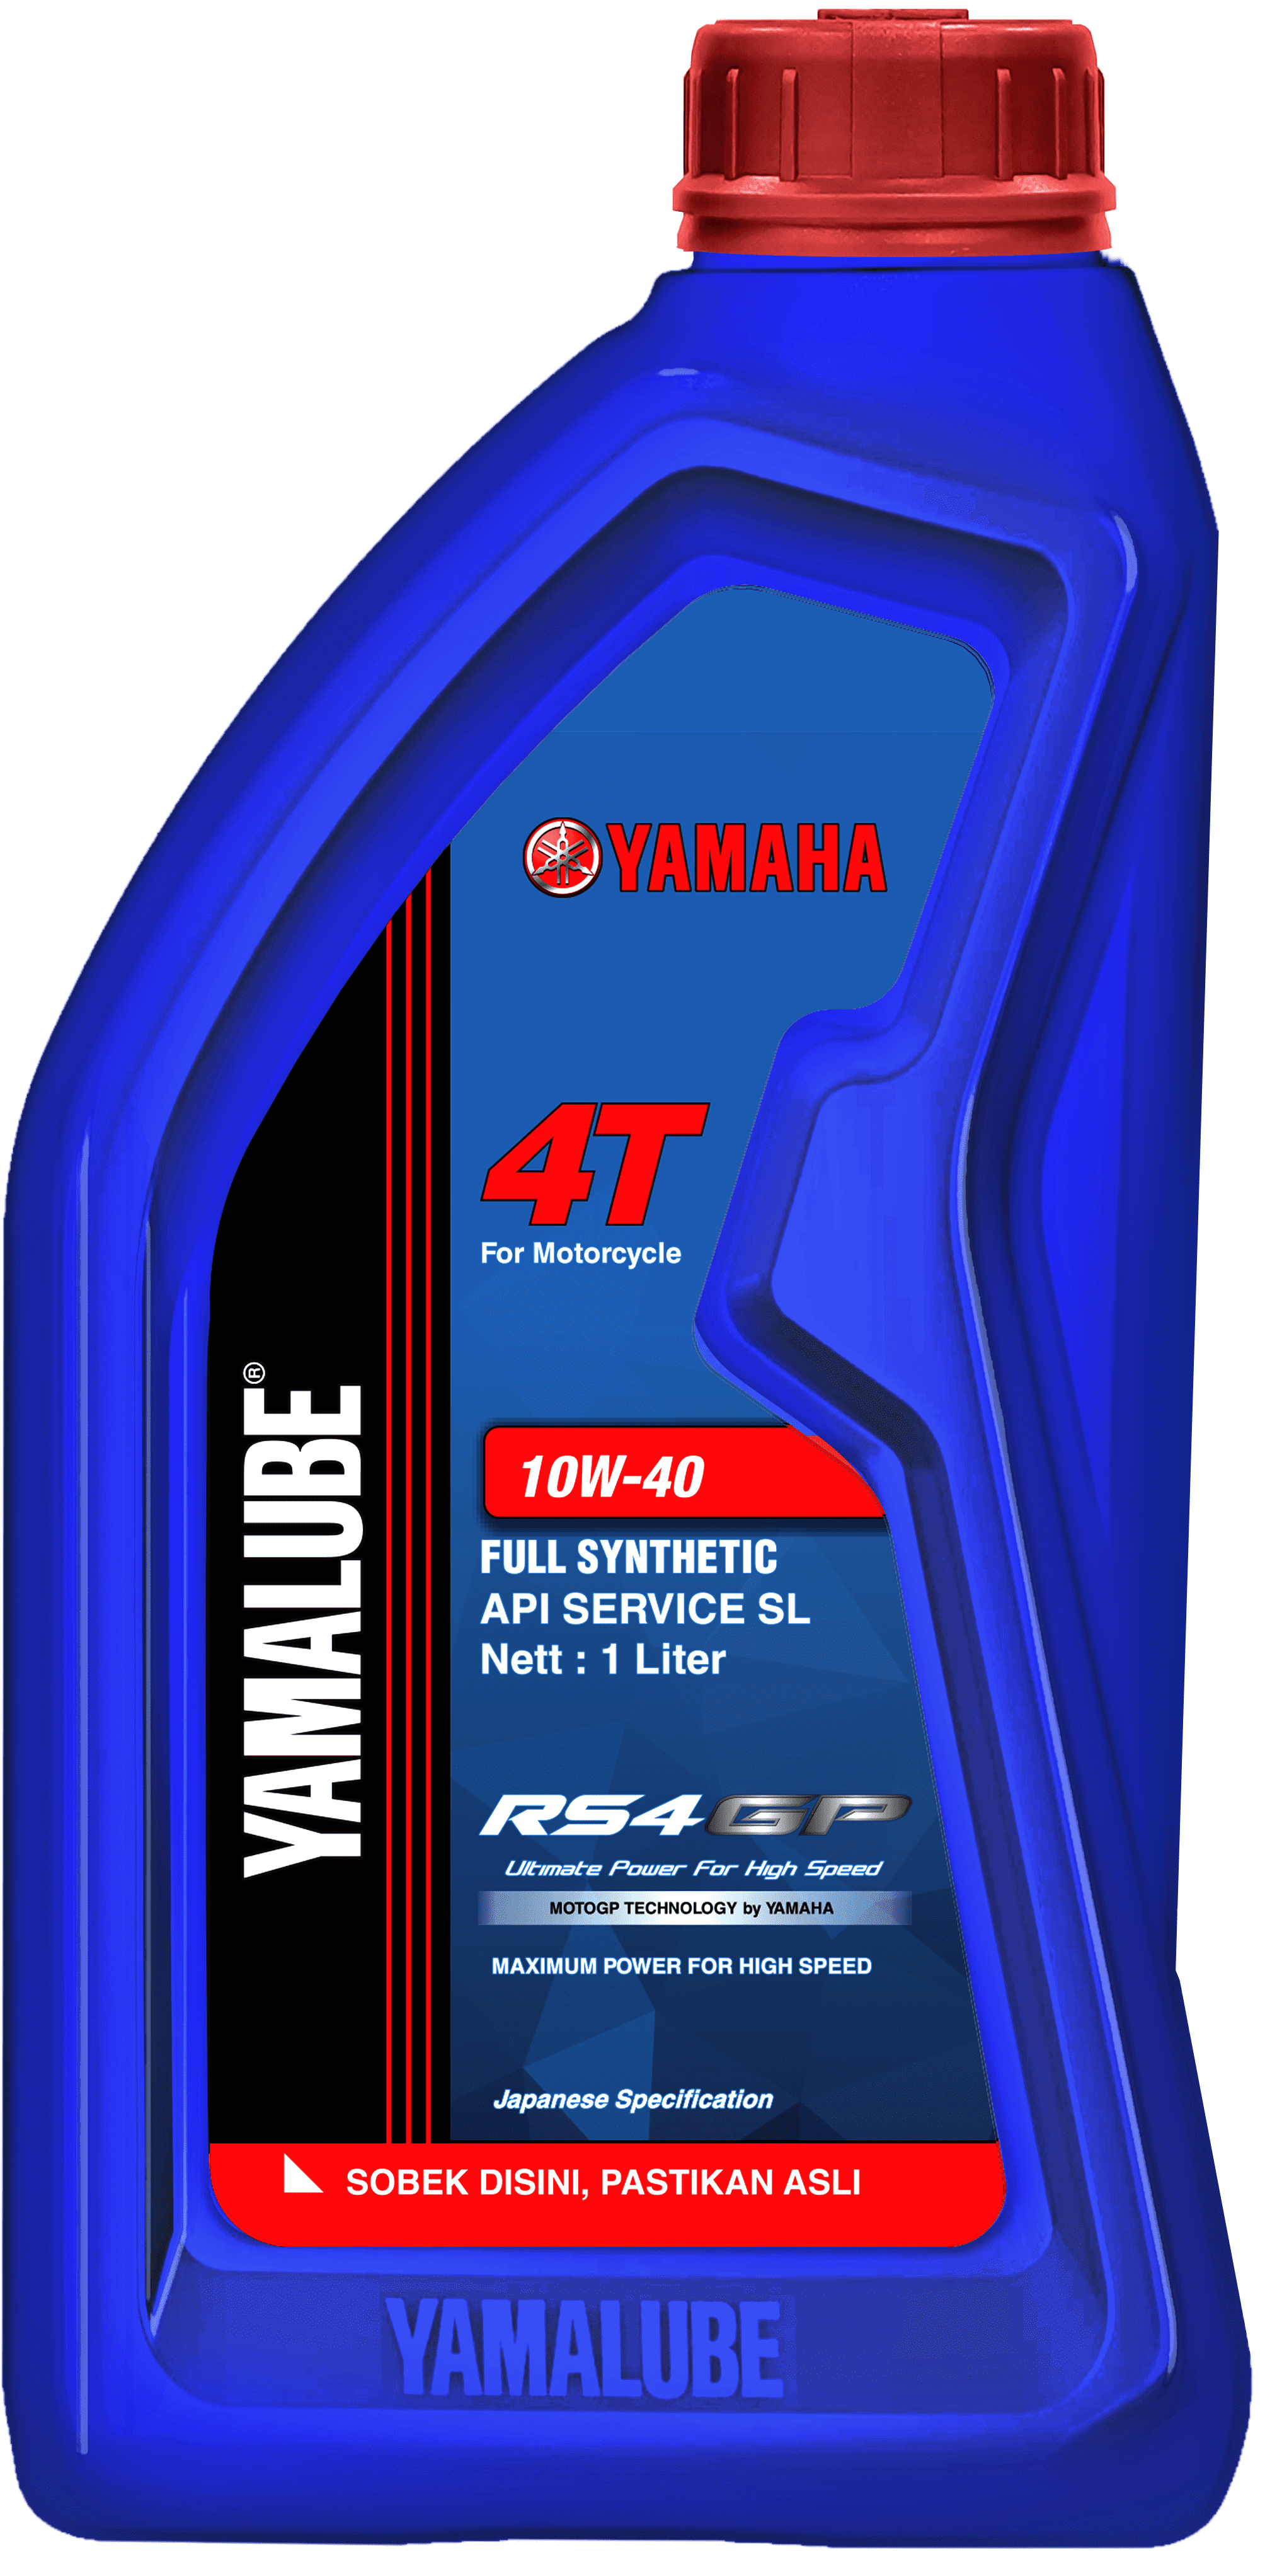 YAMAHA
4T
For Motorcycle
YAMALUBE®
10W-40
FULL SYNTHETIC
API SERVICE SL
Nett : 1 Liter
RS4GP
Ultimate Power For High Speed
MOTOGP TECHNOLOGY by YAMAHA
MAXIMUM POWER FOR HIGH SPEED
Japanese Specification
SOBEK DISINI, PASTIKAN ASLI
YAMALUBE